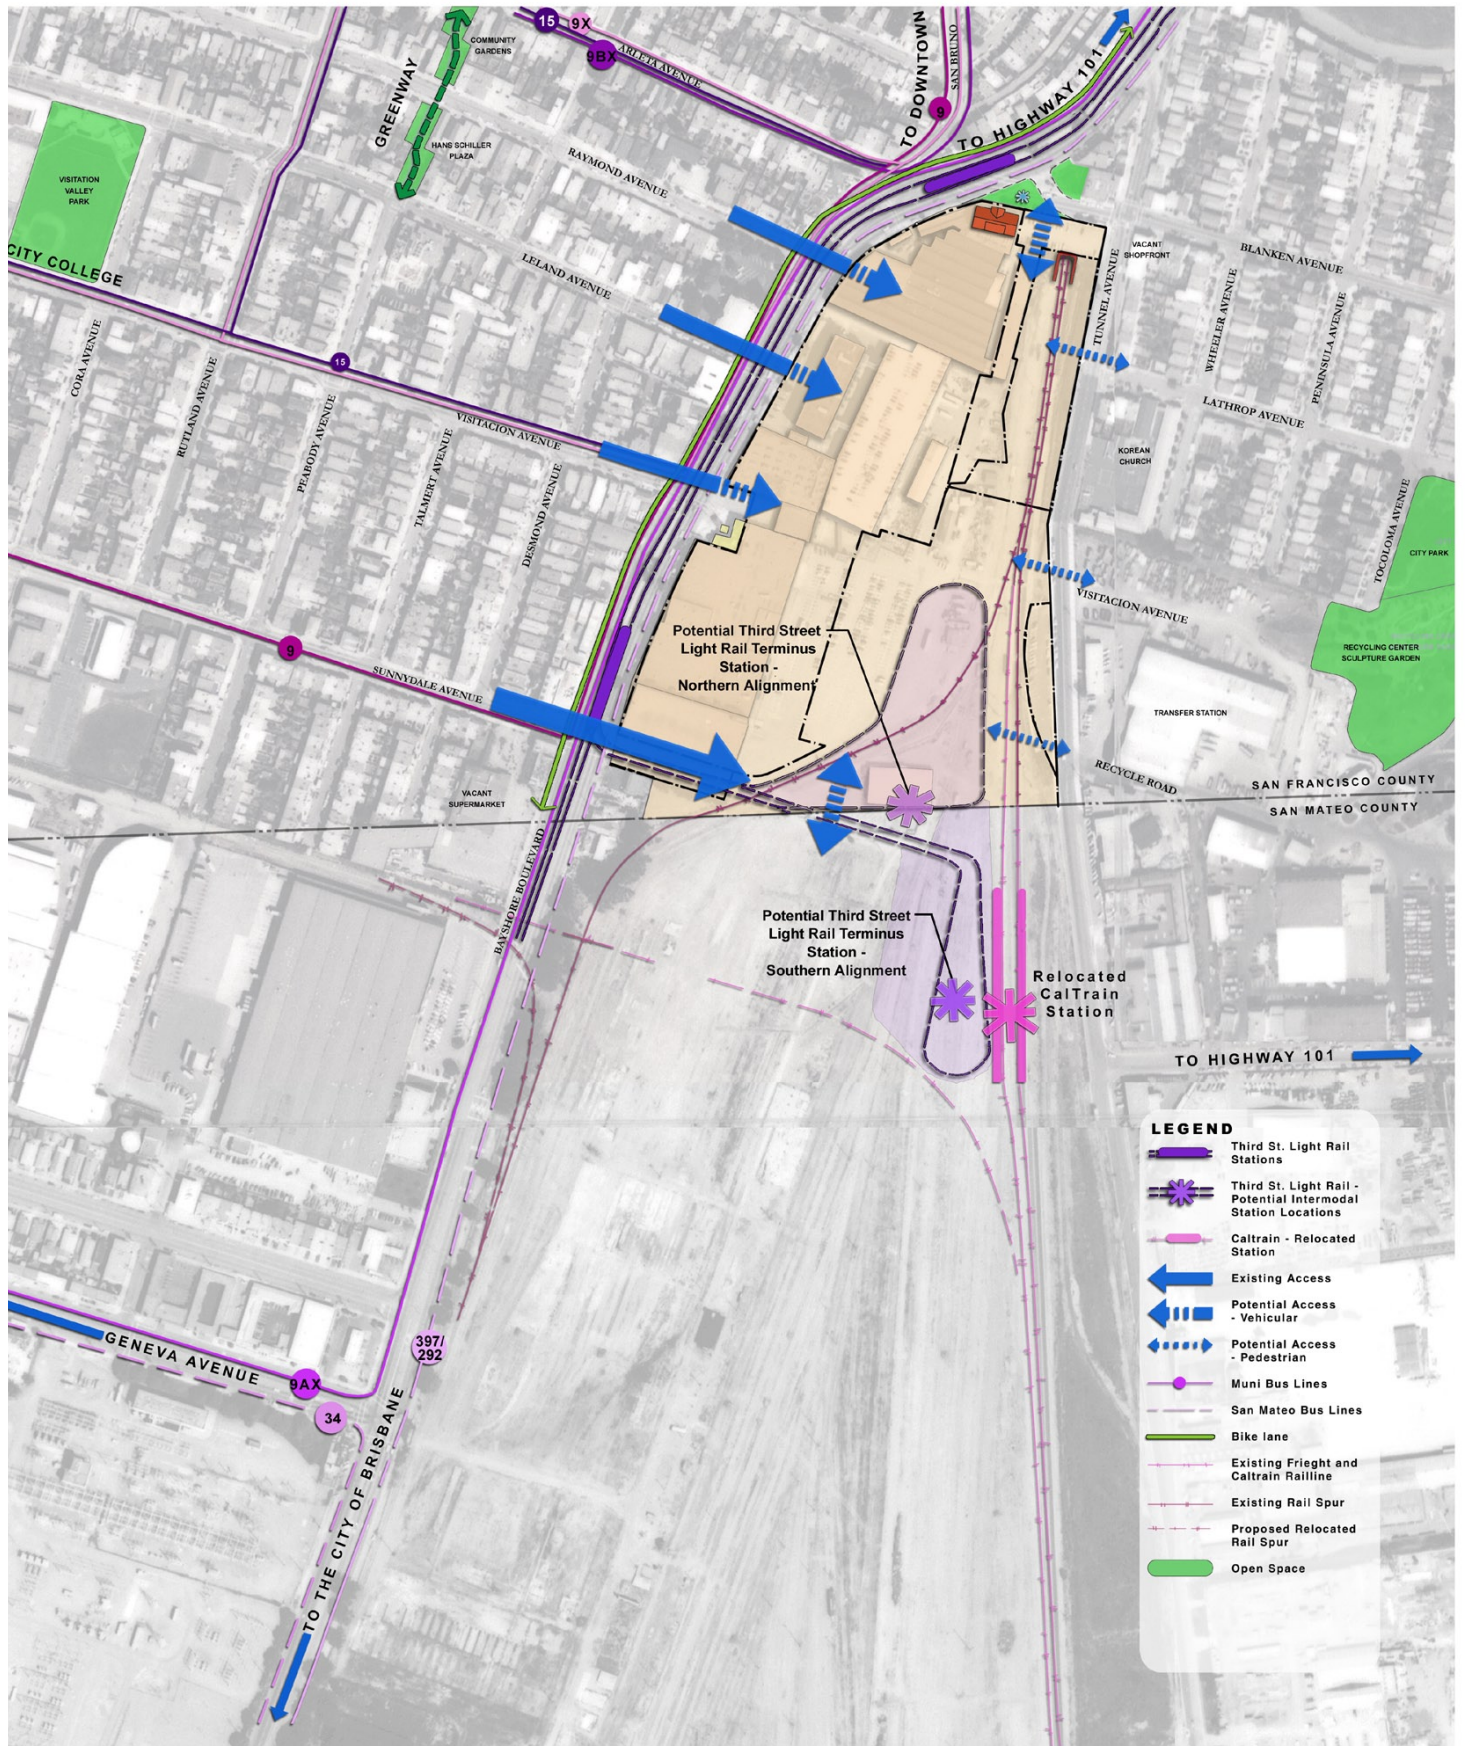 15
9X
9BX
ARLETA AVENUE
COMMUNITY
GARDENS
GREENWAY
HANS SCHILLER
PLAZA
TO DOWNTOWN
SAN BRUNO
9
TO HIGHWAY 101
VISITATION
VALLEY
PARK
RAYMOND AVENUE
LELAND AVENUE
CITY COLLEGE
VACANT
SHOPFRONT
BLANKEN AVENUE
TUNNEL AVENUE
WHEELER AVENUE
PENINSULA AVENUE
LATHROP AVENUE
CORA AVENUE
RUTLAND AVENUE
15
PEABODY AVENUE
VISITACION AVENUE
TALMERT AVENUE
DESMOND AVENUE
KOREAN
CHURCH
TOCOLOMA AVENUE
CITY PARK
VISITACION AVENUE
RECYCLING CENTER
SCULPTURE GARDEN
9
SUNNYDALE AVENUE
Potential Third Street
Light Rail Terminus
Station -
Northern Alignment
TRANSFER STATION
RECYCLE ROAD
VACANT
SUPERMARKET
SAN FRANCISCO COUNTY
SAN MATEO COUNTY
BAYSHORE BOULEVARD
Potential Third Street
Light Rail Terminus
Station -
Southern Alignment
Relocated
CalTrain
Station
TO HIGHWAY 101
LEGEND
Third St. Light Rail
Stations
Third St. Light Rail -
Potential Intermodal
Station Locations
Caltrain - Relocated
Station
Existing Access
Potential Access
- Vehicular
Potential Access
- Pedestrian
Muni Bus Lines
San Mateo Bus Lines
Bike lane
Existing Frieght and
Caltrain Railline
Existing Rail Spur
Proposed Relocated
Rail Spur
Open Space
397/
292
GENEVA AVENUE
9AX
34
TO THE CITY OF BRISBANE